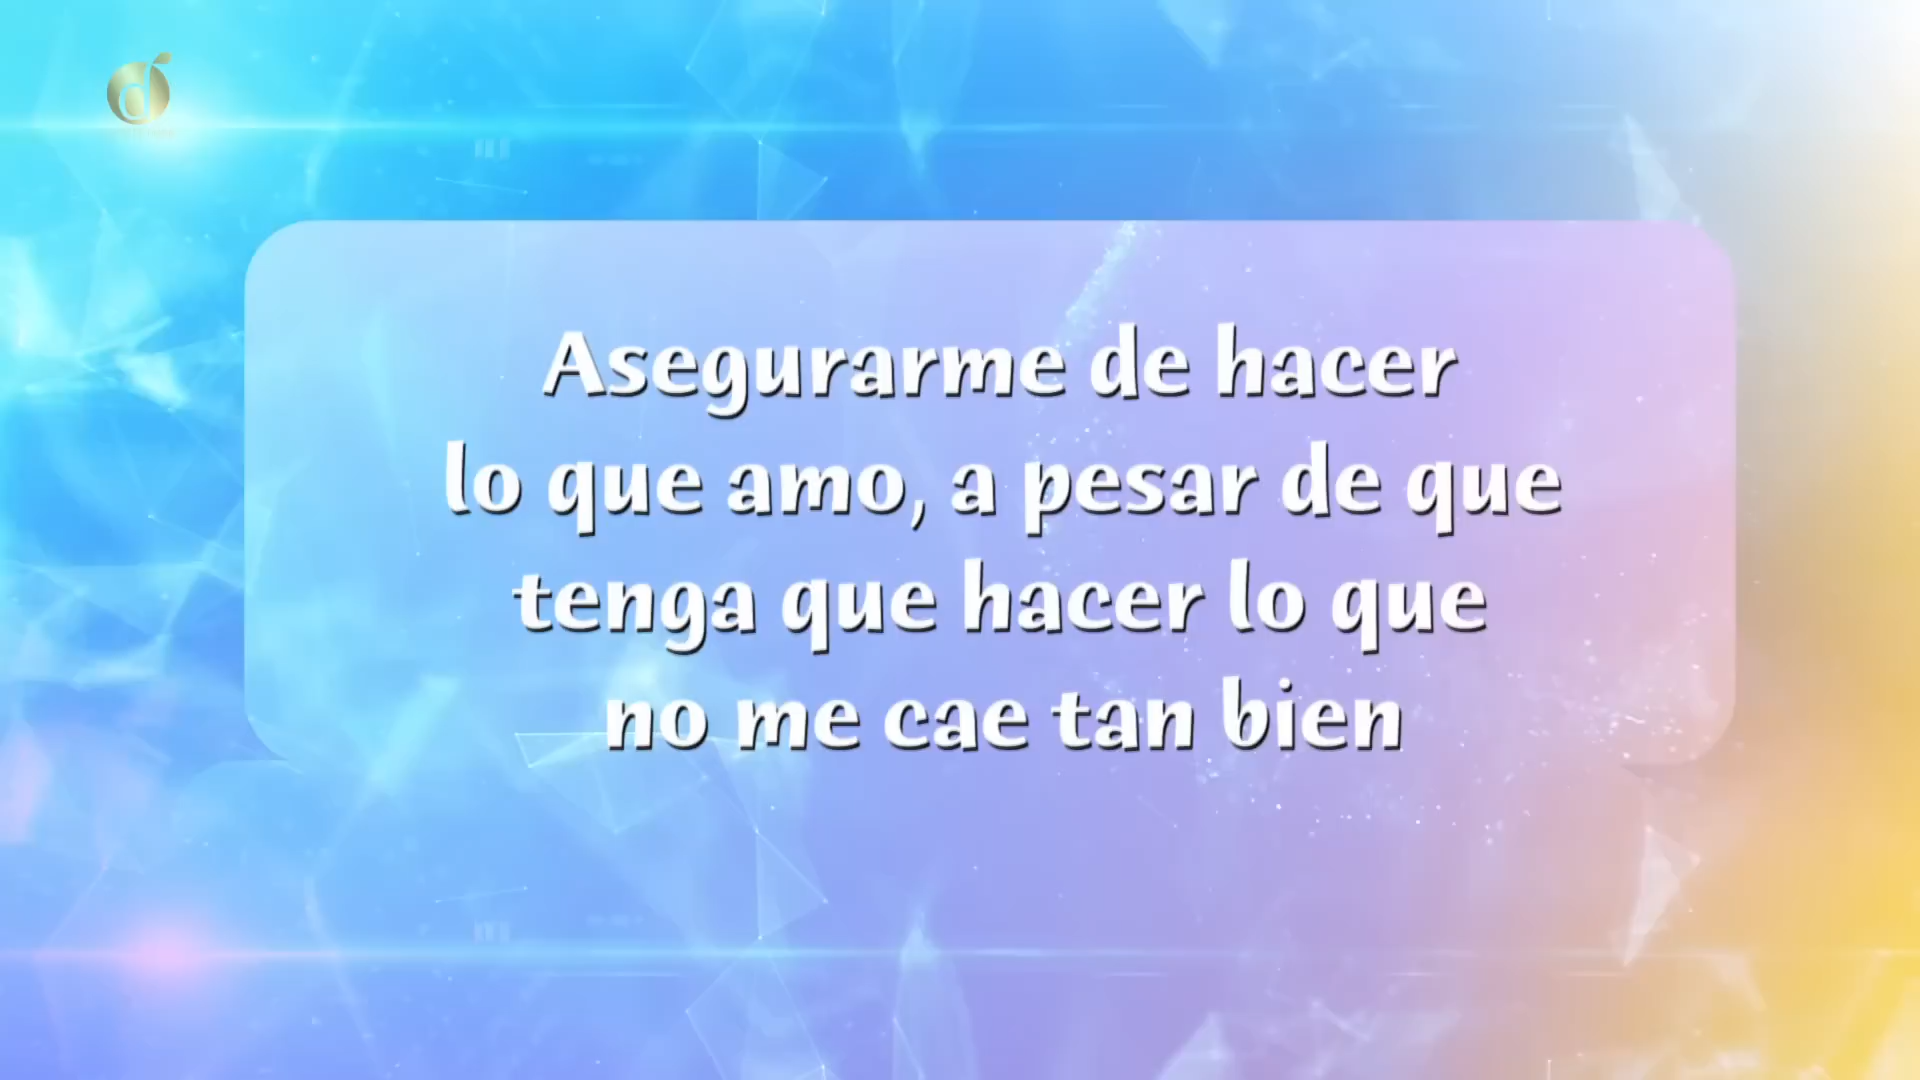 Asegurarme de hacer
lo que amo, a pesar de que
tenga que hacer lo que
no me cae tan bien